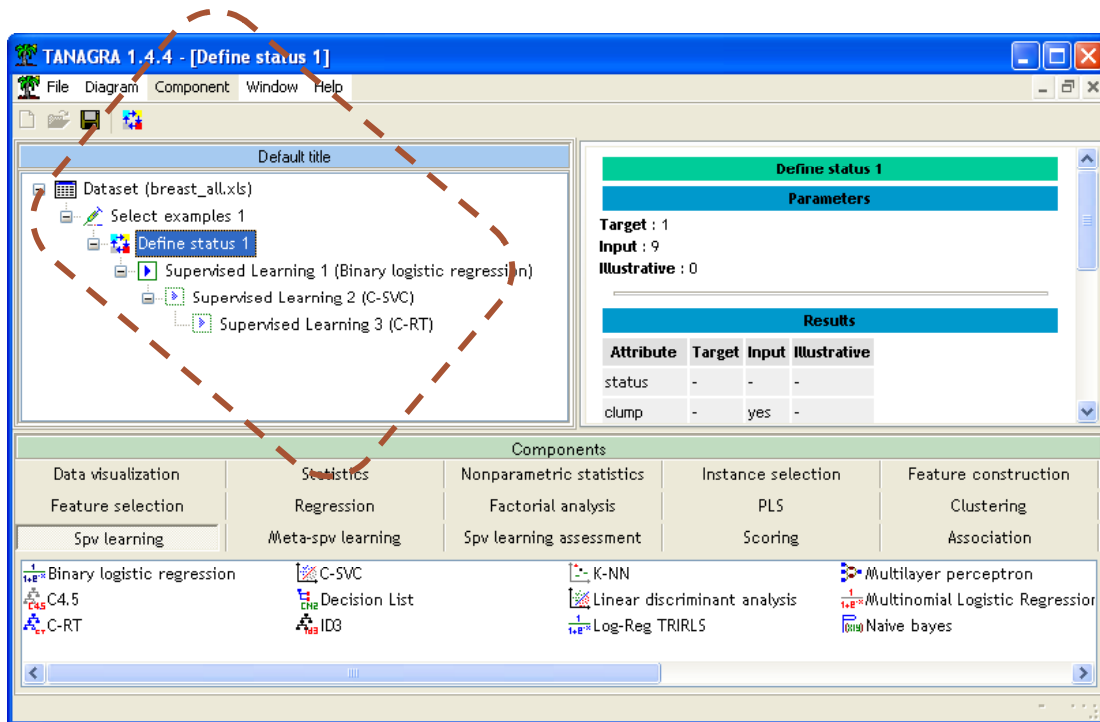 TANAGRA 1.4.4 - [Define status 1]
File Diagram Component Window Help
Default title
Dataset (breast_all.xls)
Select examples 1
Define status 1
Supervised Learning 1 (Binary logistic regression)
Supervised Learning 2 (C-SVC)
Supervised Learning 3 (C-RT)
Define status 1
Parameters
Target : 1
Input : 9
Illustrative : 0
Results
Attribute Target Input Illustrative
status - - -
clump - yes -
Components
Data visualization Statistics Nonparametric statistics Instance selection Feature construction
Feature selection Regression Factorial analysis PLS Clustering
Spv learning Meta-spv learning Spv learning assessment Scoring Association
Binary logistic regression C-SVC K-NN Multilayer perceptron
C4.5 Decision List Linear discriminant analysis Multinomial Logistic Regression
C-RT ID3 Log-Reg TRIRLS Naive bayes